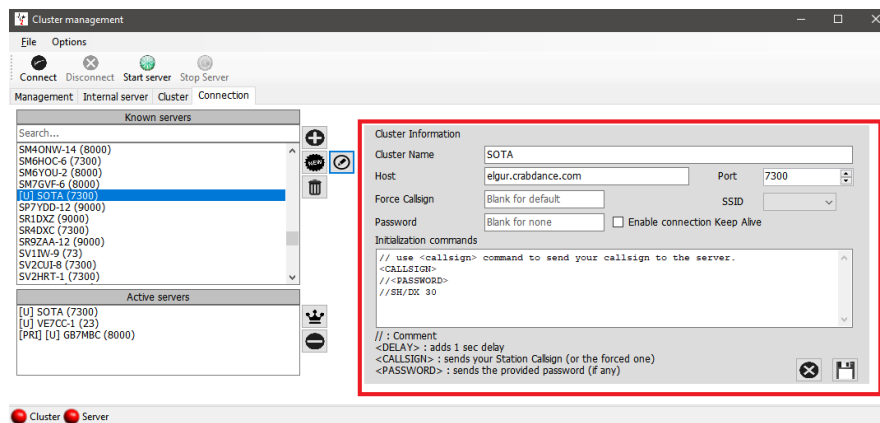 Cluster management
File Options
Connect Disconnect Start server Stop Server
Management Internal server Cluster Connection
Known servers
Search...
SM4ONW-14 (8000)
SM6HOC-6 (7300)
SM6YOU-2 (8000)
SM7GVF-6 (8000)
[U] SOTA (7300)
SP7YDD-12 (9000)
SR1DXZ (9000)
SR4DXC (7300)
SR9ZAA-12 (9000)
SV1IW-9 (73)
SV2CUI-8 (7300)
SV2HRT-1 (7300)
NEW
Active servers
[U] SOTA (7300)
[U] VE7CC-1 (23)
[PRI] [U] GB7MBC (8000)
Cluster Information
Cluster Name SOTA
Host elgur.crabdance.com Port 7300
Force Callsign Blank for default SSID
Password Blank for none Enable connection Keep Alive
Initialization commands
// use <callsign> command to send your callsign to the server.
<CALLSIGN>
//<PASSWORD>
//SH/DX 30
// : Comment
<DELAY> : adds 1 sec delay
<CALLSIGN> : sends your Station Callsign (or the forced one)
<PASSWORD> : sends the provided password (if any)
Cluster Server